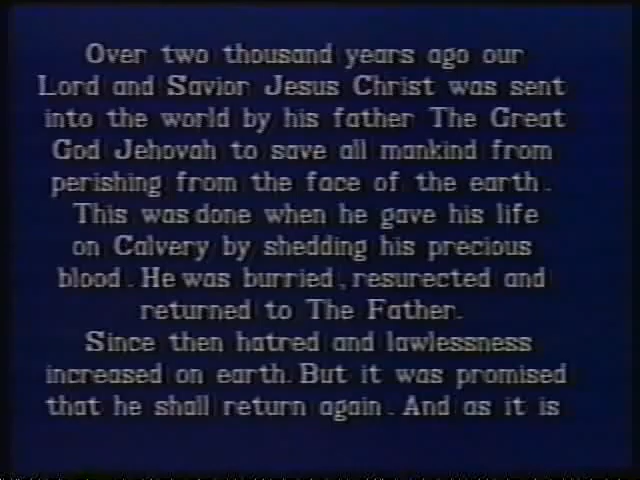 Over two thousand years ago our
Lord and Savior Jesus Christ was sent
into the world by his father The Great
God Jehovah to save all mankind from
perishing from the face of the earth.
This was done when he gave his life
on Calvery by shedding his precious
blood. He was burried, resurected and
returned to The Father.
Since then hatred and lawlessness
increased on earth. But it was promised
that he shall return again. And as it is